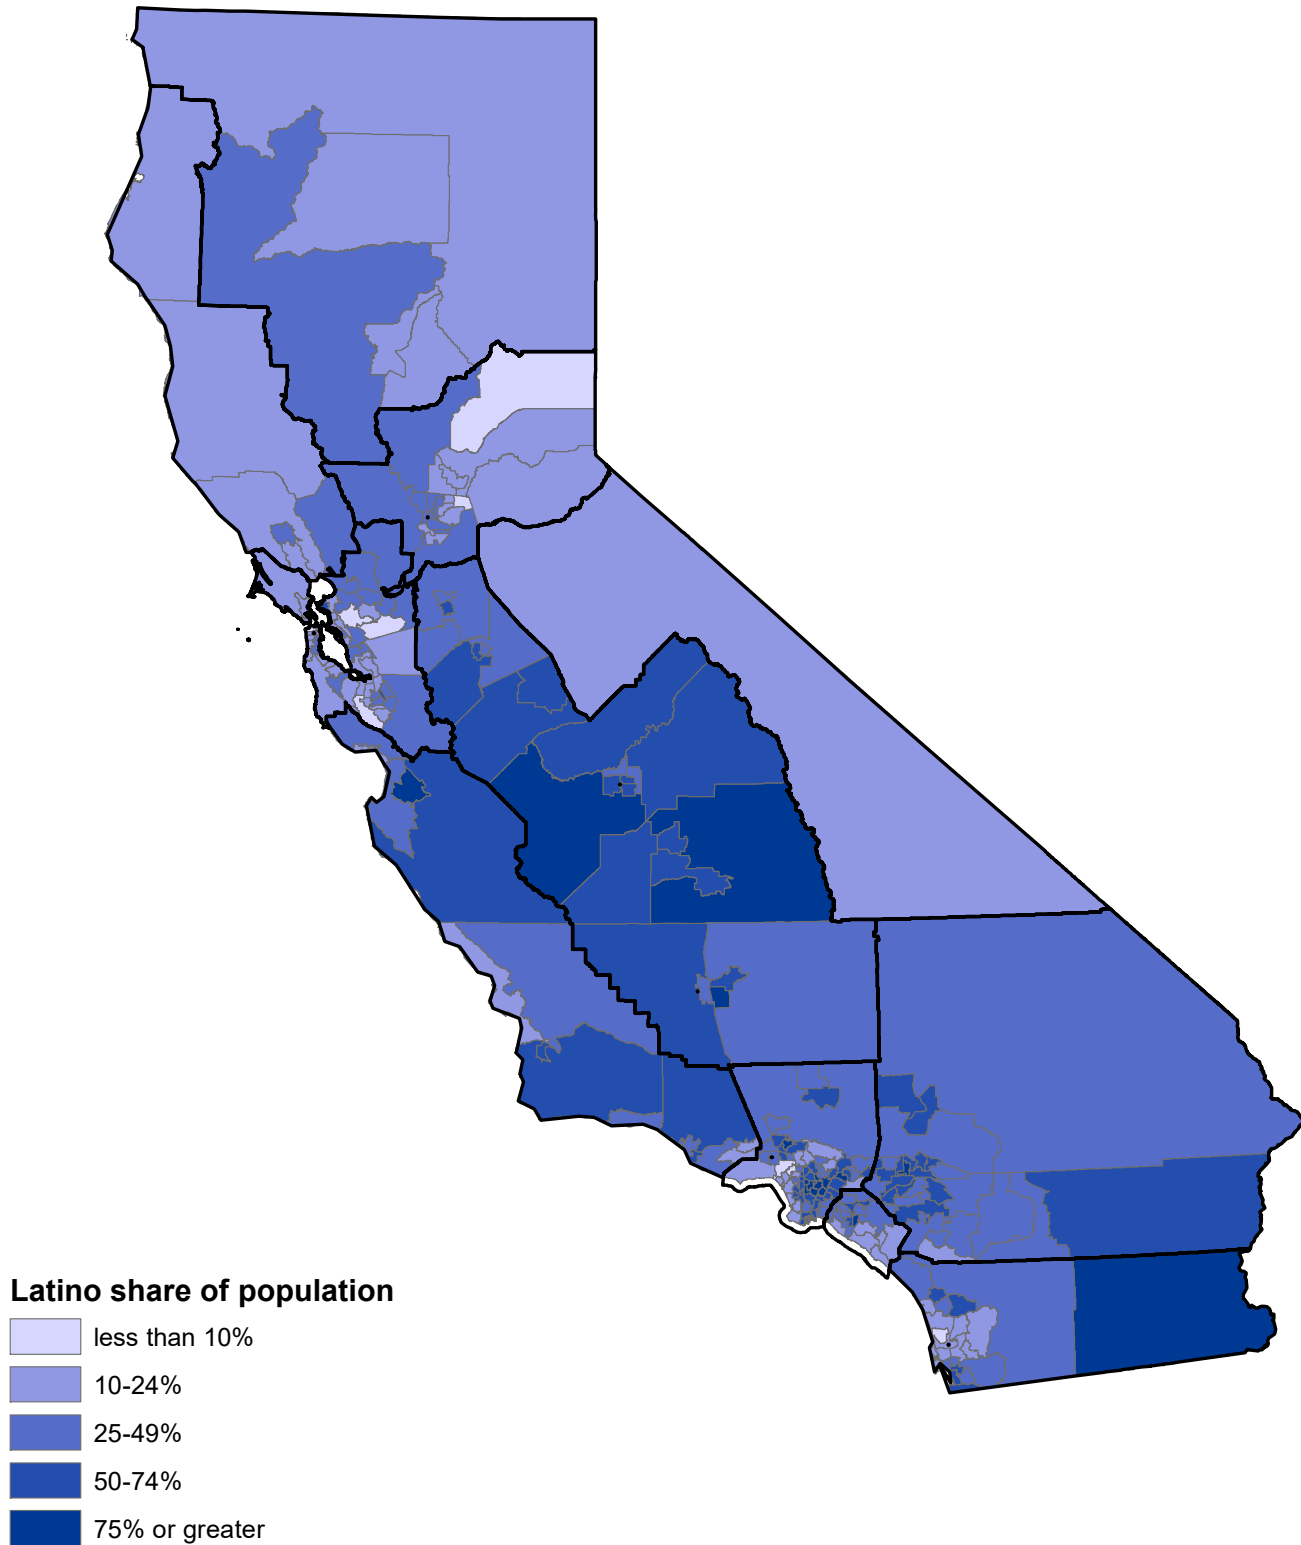 Latino share of population
less than 10%
10-24%
25-49%
50-74%
75% or greater